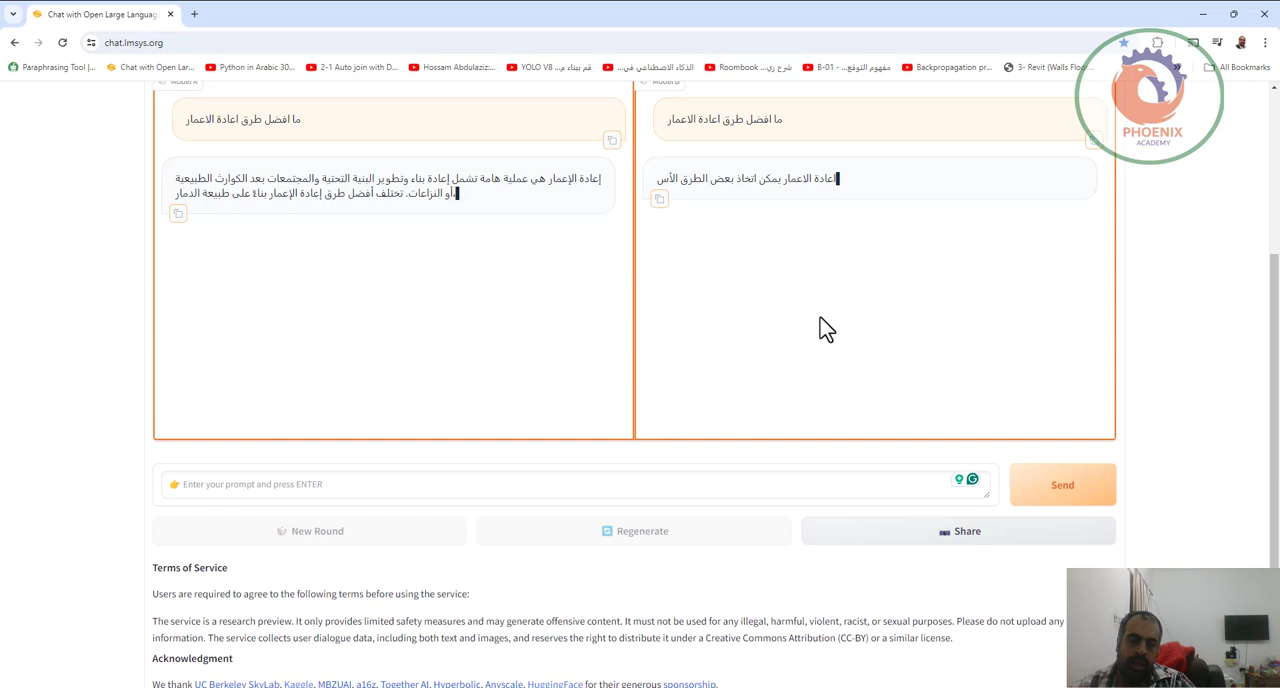 Chat with Open Large Languag
chat.lmsys.org
Paraphrasing Tool |...
Chat with Open Lar...
Python in Arabic 30...
2-1 Auto join with D...
Hossam Abdelaziz:...
YOLO V8 ...قم ببناء م
...الذكاء الاصطناعي في
Roombook ...شرح زي
B-01 - ...مفهوم التوقع
Backpropagation pr...
3- Revit (Walls Floor...
All Bookmarks
PHOENIX
ACADEMY
Model A
Model B
ما افضل طرق اعادة الاعمار
ما افضل طرق اعادة الاعمار
إعادة الإعمار هي عملية هامة تشمل إعادة بناء وتطوير البنية التحتية والمجتمعات بعد الكوارث الطبيعية
أو النزاعات. تختلف أفضل طرق إعادة الإعمار بناءً على طبيعة الدمار،
اعادة الاعمار يمكن اتخاذ بعض الطرق الأس
👉 Enter your prompt and press ENTER
Send
New Round
Regenerate
Share
Terms of Service
Users are required to agree to the following terms before using the service:
The service is a research preview. It only provides limited safety measures and may generate offensive content. It must not be used for any illegal, harmful, violent, racist, or sexual purposes. Please do not upload any
information. The service collects user dialogue data, including both text and images, and reserves the right to distribute it under a Creative Commons Attribution (CC-BY) or a similar license.
Acknowledgment
We thank UC Berkeley SkyLab, Kaggle, MBZUAI, a16z, Together AI, Hyperbolic, Anyscale, HuggingFace for their generous sponsorship.